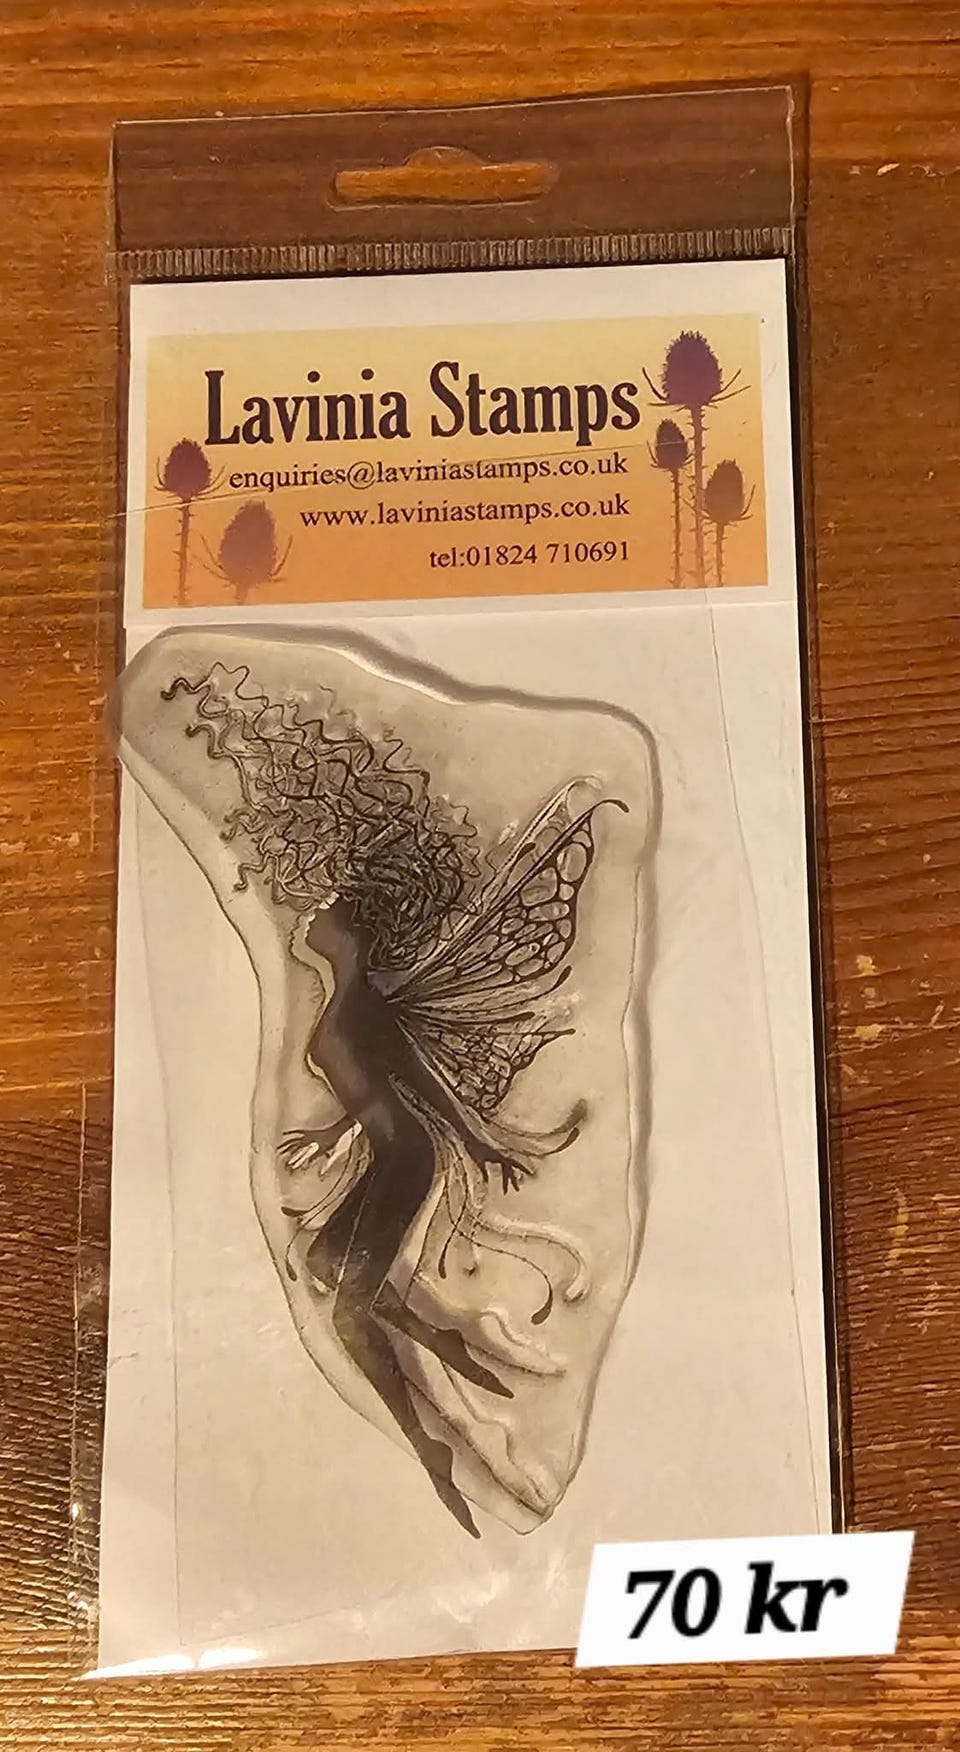 Lavinia Stamps
enquiries@laviniastamps.co.uk
www.laviniastamps.co.uk
tel:01824 710691
70 kr